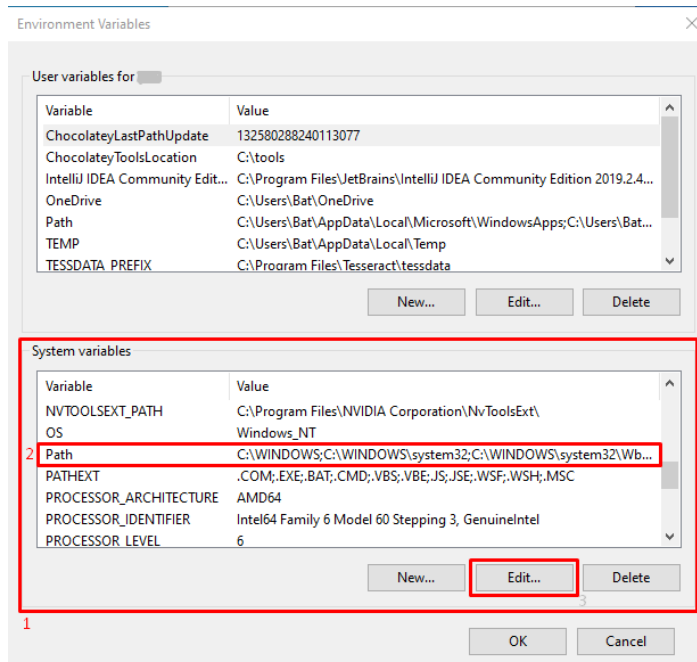 Environment Variables
User variables for
Variable Value
ChocolateyLastPathUpdate 132580288240113077
ChocolateyToolsLocation C:\tools
IntelliJ IDEA Community Edit... C:\Program Files\JetBrains\IntelliJ IDEA Community Edition 2019.2.4...
OneDrive C:\Users\Bat\OneDrive
Path C:\Users\Bat\AppData\Local\Microsoft\WindowsApps;C:\Users\Bat...
TEMP C:\Users\Bat\AppData\Local\Temp
TESSDATA_PREFIX C:\Program Files\Tesseract\tessdata
New... Edit... Delete
System variables
Variable Value
NVTOOLSEXT_PATH C:\Program Files\NVIDIA Corporation\NvToolsExt\
OS Windows_NT
2 Path C:\WINDOWS;C:\WINDOWS\system32;C:\WINDOWS\system32\Wb...
PATHEXT .COM;.EXE;.BAT;.CMD;.VBS;.VBE;.JS;.JSE;.WSF;.WSH;.MSC
PROCESSOR_ARCHITECTURE AMD64
PROCESSOR_IDENTIFIER Intel64 Family 6 Model 60 Stepping 3, GenuineIntel
PROCESSOR_LEVEL 6
New... Edit... Delete
3
1
OK Cancel